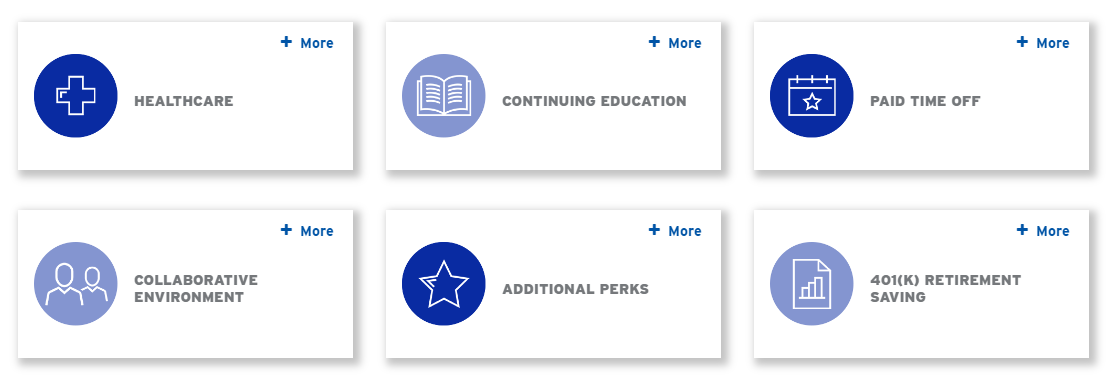 + More
HEALTHCARE
+ More
CONTINUING EDUCATION
+ More
PAID TIME OFF
+ More
COLLABORATIVE
ENVIRONMENT
+ More
ADDITIONAL PERKS
+ More
401(K) RETIREMENT
SAVING